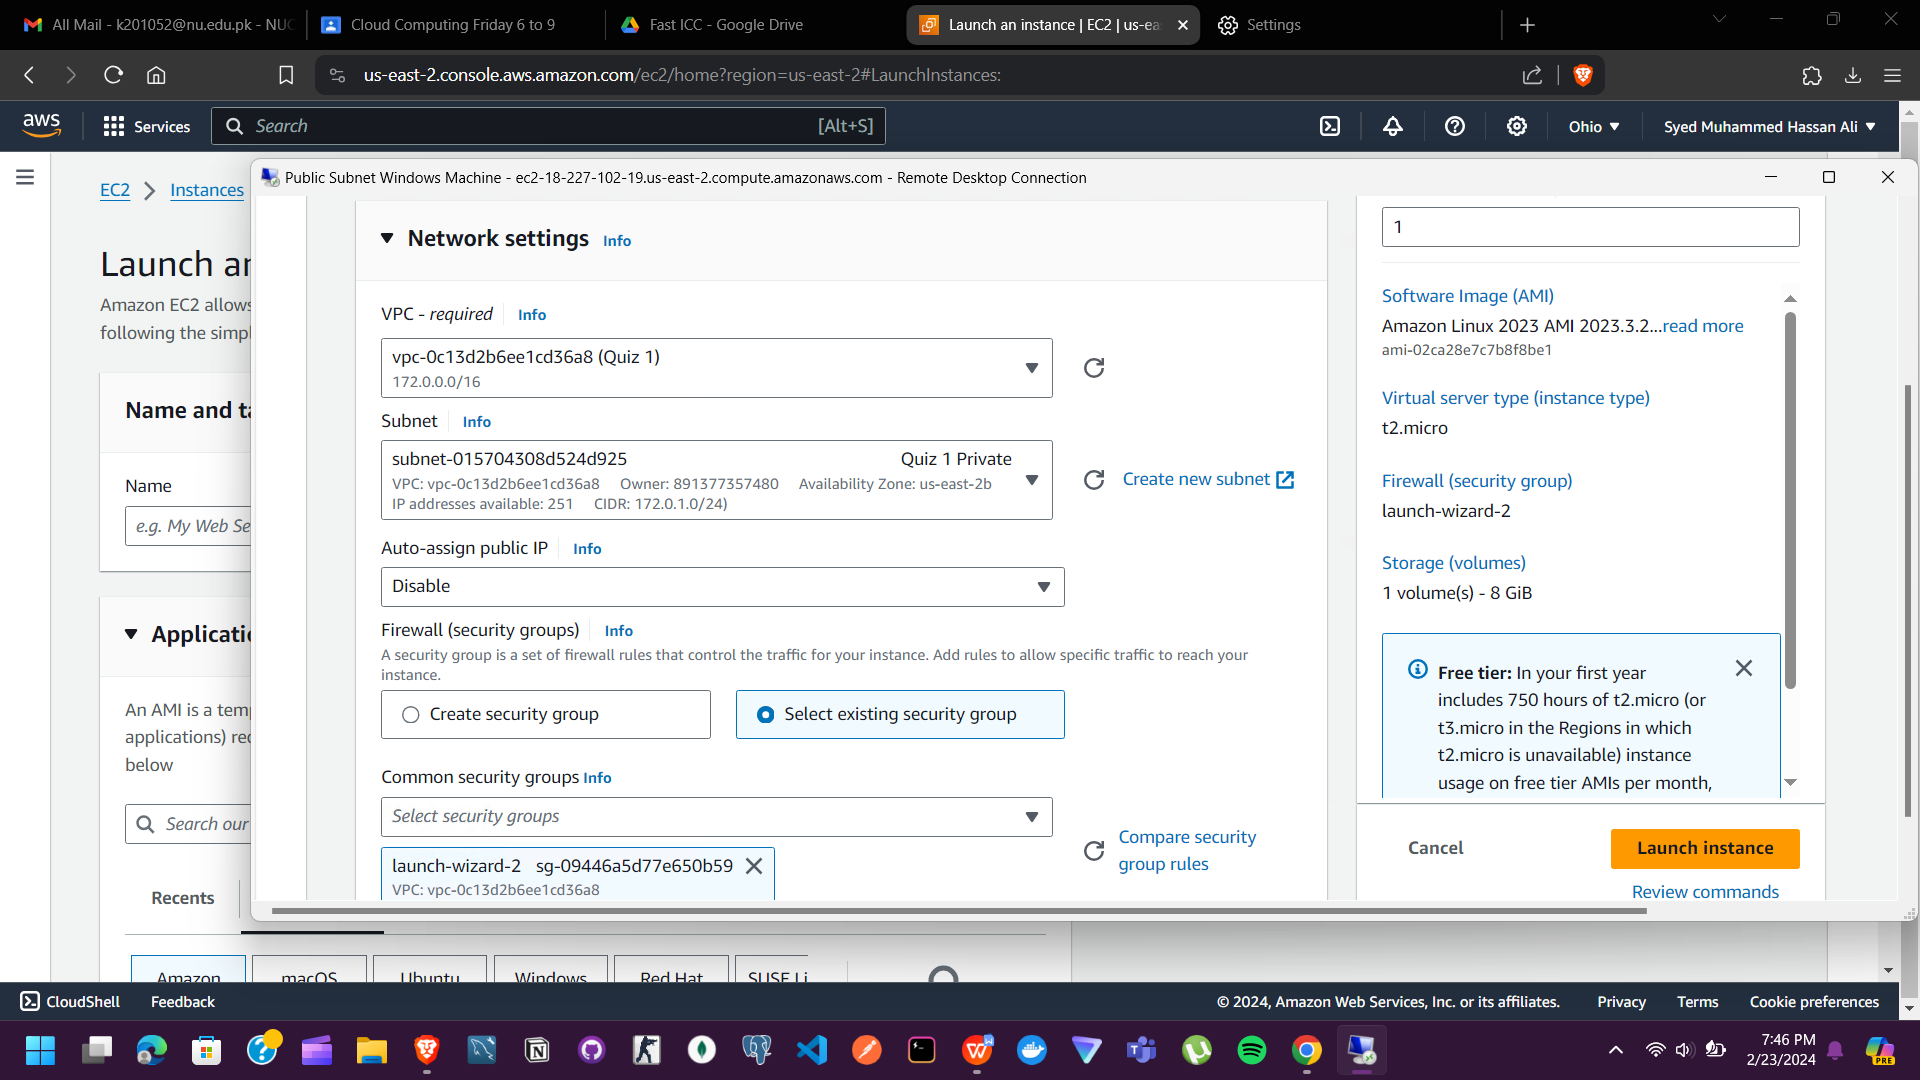 All Mail - k201052@nu.edu.pk - NUC
Cloud Computing Friday 6 to 9
Fast ICC - Google Drive
Launch an instance | EC2 | us-ea
Settings
us-east-2.console.aws.amazon.com/ec2/home?region=us-east-2#LaunchInstances:
aws
Services
Search
[Alt+S]
Ohio
Syed Muhammed Hassan Ali
EC2
Instances
Launch an
Amazon EC2 allows
following the simp
Name and ta
Name
e.g. My Web Se
Applicatio
An AMI is a temp
applications) rec
below
Search our
Recents
Amazon
macOS
Ubuntu
Windows
Red Hat
SUSE Li
Public Subnet Windows Machine - ec2-18-227-102-19.us-east-2.compute.amazonaws.com - Remote Desktop Connection
Network settings Info
VPC - required Info
vpc-0c13d2b6ee1cd36a8 (Quiz 1)
172.0.0.0/16
Subnet Info
subnet-015704308d524d925 Quiz 1 Private
VPC: vpc-0c13d2b6ee1cd36a8 Owner: 891377357480 Availability Zone: us-east-2b
IP addresses available: 251 CIDR: 172.0.1.0/24)
Create new subnet
Auto-assign public IP Info
Disable
Firewall (security groups) Info
A security group is a set of firewall rules that control the traffic for your instance. Add rules to allow specific traffic to reach your
instance.
Create security group
Select existing security group
Common security groups Info
Select security groups
launch-wizard-2 sg-09446a5d77e650b59
VPC: vpc-0c13d2b6ee1cd36a8
Compare security
group rules
1
Software Image (AMI)
Amazon Linux 2023 AMI 2023.3.2...read more
ami-02ca28e7c7b8f8be1
Virtual server type (instance type)
t2.micro
Firewall (security group)
launch-wizard-2
Storage (volumes)
1 volume(s) - 8 GiB
Free tier: In your first year
includes 750 hours of t2.micro (or
t3.micro in the Regions in which
t2.micro is unavailable) instance
usage on free tier AMIs per month,
Cancel
Launch instance
Review commands
CloudShell
Feedback
© 2024, Amazon Web Services, Inc. or its affiliates.
Privacy
Terms
Cookie preferences
7:46 PM
2/23/2024
PRE